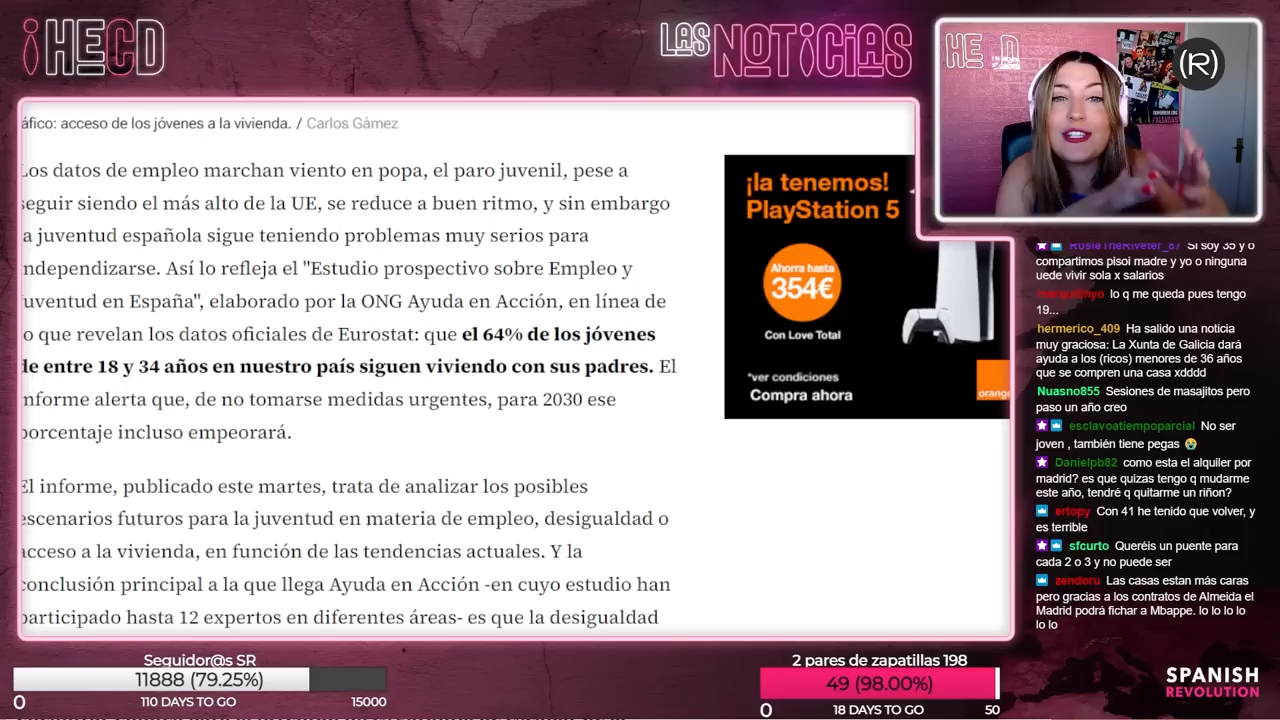 ¡HECD
LAS NOTICIAS
HE D
(R)
áfico: acceso de los jóvenes a la vivienda. / Carlos Gámez
Los datos de empleo marchan viento en popa, el paro juvenil, pese a
seguir siendo el más alto de la UE, se reduce a buen ritmo, y sin embargo
la juventud española sigue teniendo problemas muy serios para
independizarse. Así lo refleja el "Estudio prospectivo sobre Empleo y
Juventud en España", elaborado por la ONG Ayuda en Acción, en línea de
lo que revelan los datos oficiales de Eurostat: que el 64% de los jóvenes
de entre 18 y 34 años en nuestro país siguen viviendo con sus padres. El
informe alerta que, de no tomarse medidas urgentes, para 2030 ese
porcentaje incluso empeorará.
El informe, publicado este martes, trata de analizar los posibles
escenarios futuros para la juventud en materia de empleo, desigualdad o
acceso a la vivienda, en función de las tendencias actuales. Y la
conclusión principal a la que llega Ayuda en Acción -en cuyo estudio han
participado hasta 12 expertos en diferentes áreas- es que la desigualdad
¡la tenemos!
PlayStation 5
Ahorra hasta
354€
Con Love Total
*ver condiciones
Compra ahora
orange
RosieTheRiveter_87 Si soy 35 y o
compartimos pisoi madre y yo o ninguna
uede vivir sola x salarios
marquitinyo lo q me queda pues tengo
19...
hermerico_409 Ha salido una noticia
muy graciosa: La Xunta de Galicia dará
ayuda a los (ricos) menores de 36 años
que se compren una casa xdddd
Nuasno855 Sesiones de masajitos pero
paso un año creo
esclavoatiempoparcial No ser
joven , también tiene pegas 😭
Danielpb82 como esta el alquiler por
madrid? es que quizas tengo q mudarme
este año, tendré q quitarme un riñon?
ertopy Con 41 he tenido que volver, y
es terrible
sfcurto Queréis un puente para
cada 2 o 3 y no puede ser
zendoru Las casas estan más caras
pero gracias a los contratos de Almeida el
Madrid podrá fichar a Mbappe. lo lo lo lo
lo lo
Seguidor@s SR
11888 (79.25%)
0 110 DAYS TO GO 15000
2 pares de zapatillas 198
49 (98.00%)
0 18 DAYS TO GO 50
SPANISH
REVOLUTION